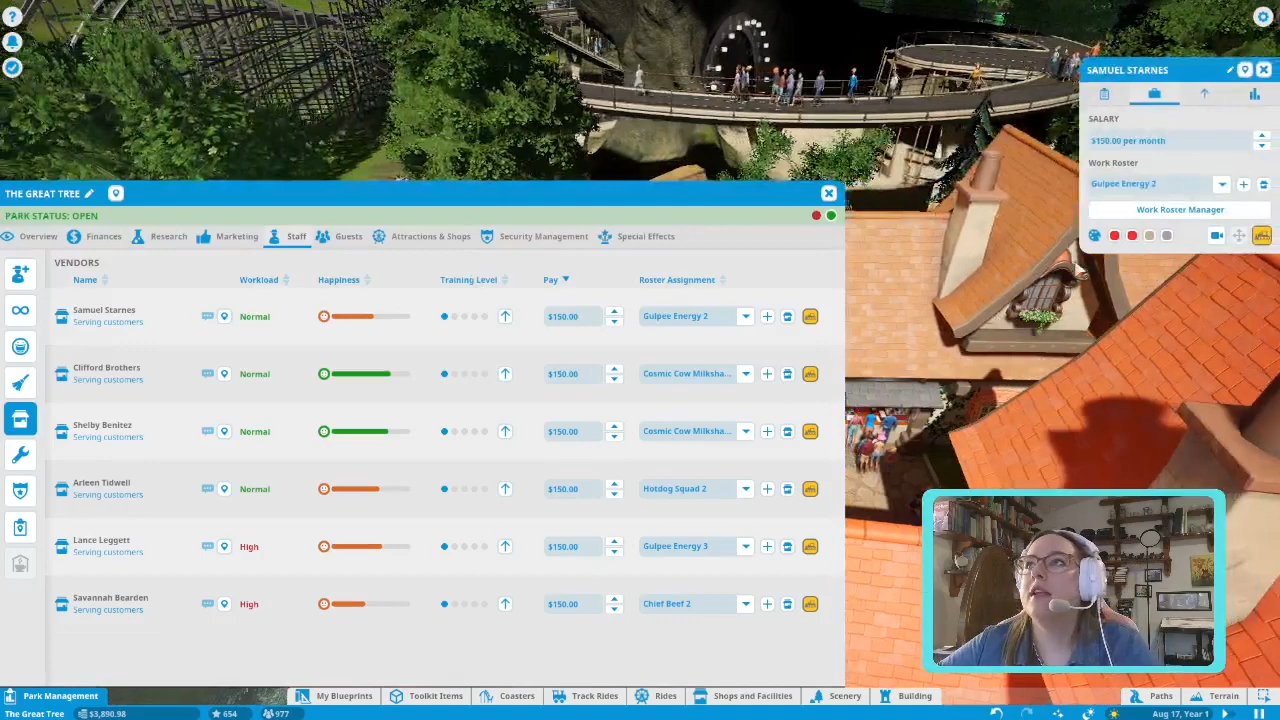 SAMUEL STARNES
SALARY
$150.00 per month
Work Roster
Gulpee Energy 2
Work Roster Manager
THE GREAT TREE
PARK STATUS: OPEN
Overview Finances Research Marketing Staff Guests Attractions & Shops Security Management Special Effects
VENDORS
Name Workload Happiness Training Level Pay Roster Assignment
Samuel Starnes
Serving customers
Normal $150.00 Gulpee Energy 2
Clifford Brothers
Serving customers
Normal $150.00 Cosmic Cow Milksha...
Shelby Benitez
Serving customers
Normal $150.00 Cosmic Cow Milksha...
Arleen Tidwell
Serving customers
Normal $150.00 Hotdog Squad 2
Lance Leggett
Serving customers
High $150.00 Gulpee Energy 3
Savannah Bearden
Serving customers
High $150.00 Chief Beef 2
Park Management My Blueprints Toolkit Items Coasters Track Rides Rides Shops and Facilities Scenery Building Paths Terrain
The Great Tree $3,890.98 654 977 Aug 17, Year 1